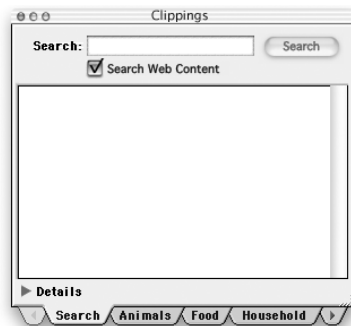 Clippings
Search: Search
Search Web Content
Details
Search Animals Food Household